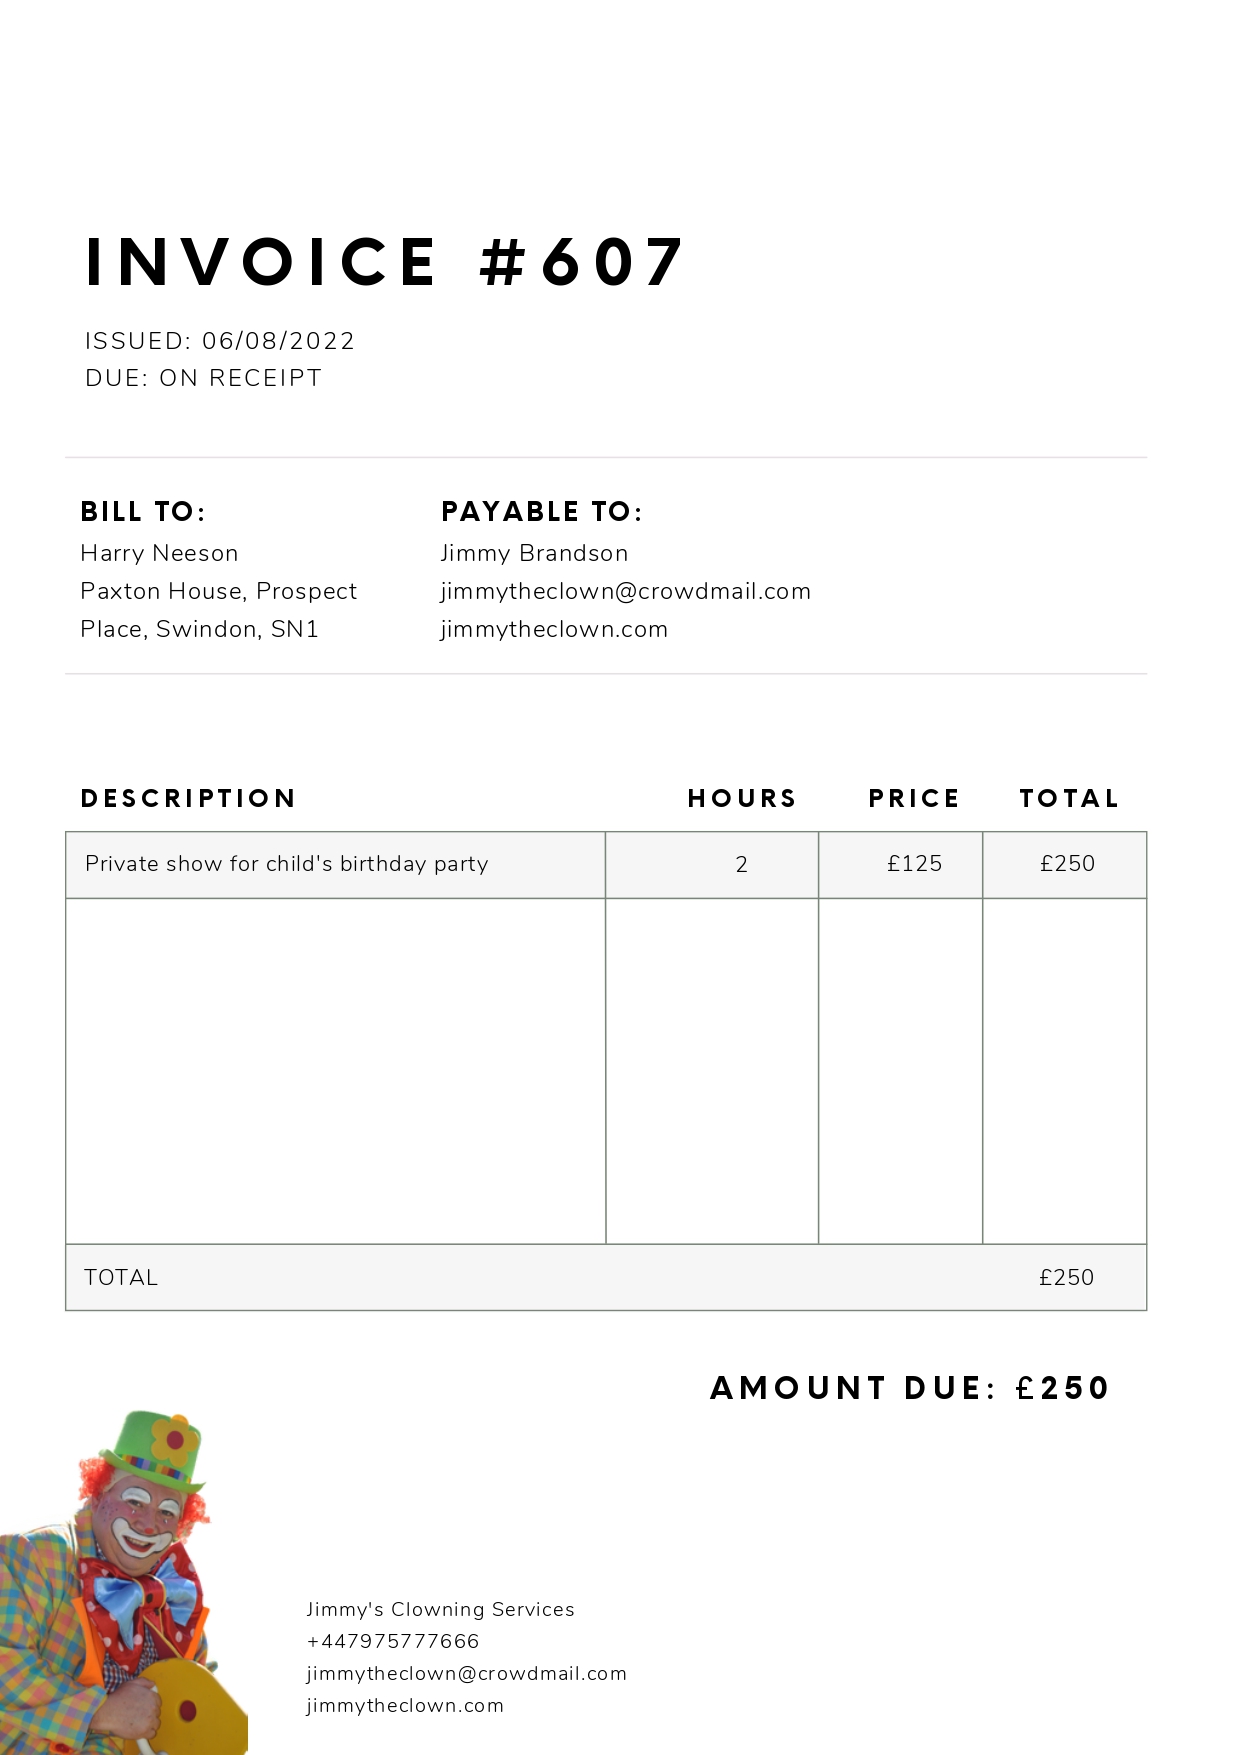 INVOICE #607
ISSUED: 06/08/2022
DUE: ON RECEIPT
BILL TO:
Harry Neeson
Paxton House, Prospect
Place, Swindon, SN1
PAYABLE TO:
Jimmy Brandson
jimmytheclown@crowdmail.com
jimmytheclown.com
DESCRIPTION HOURS PRICE TOTAL
Private show for child's birthday party 2 £125 £250
TOTAL £250
AMOUNT DUE: £250
Jimmy's Clowning Services
+447975777666
jimmytheclown@crowdmail.com
jimmytheclown.com